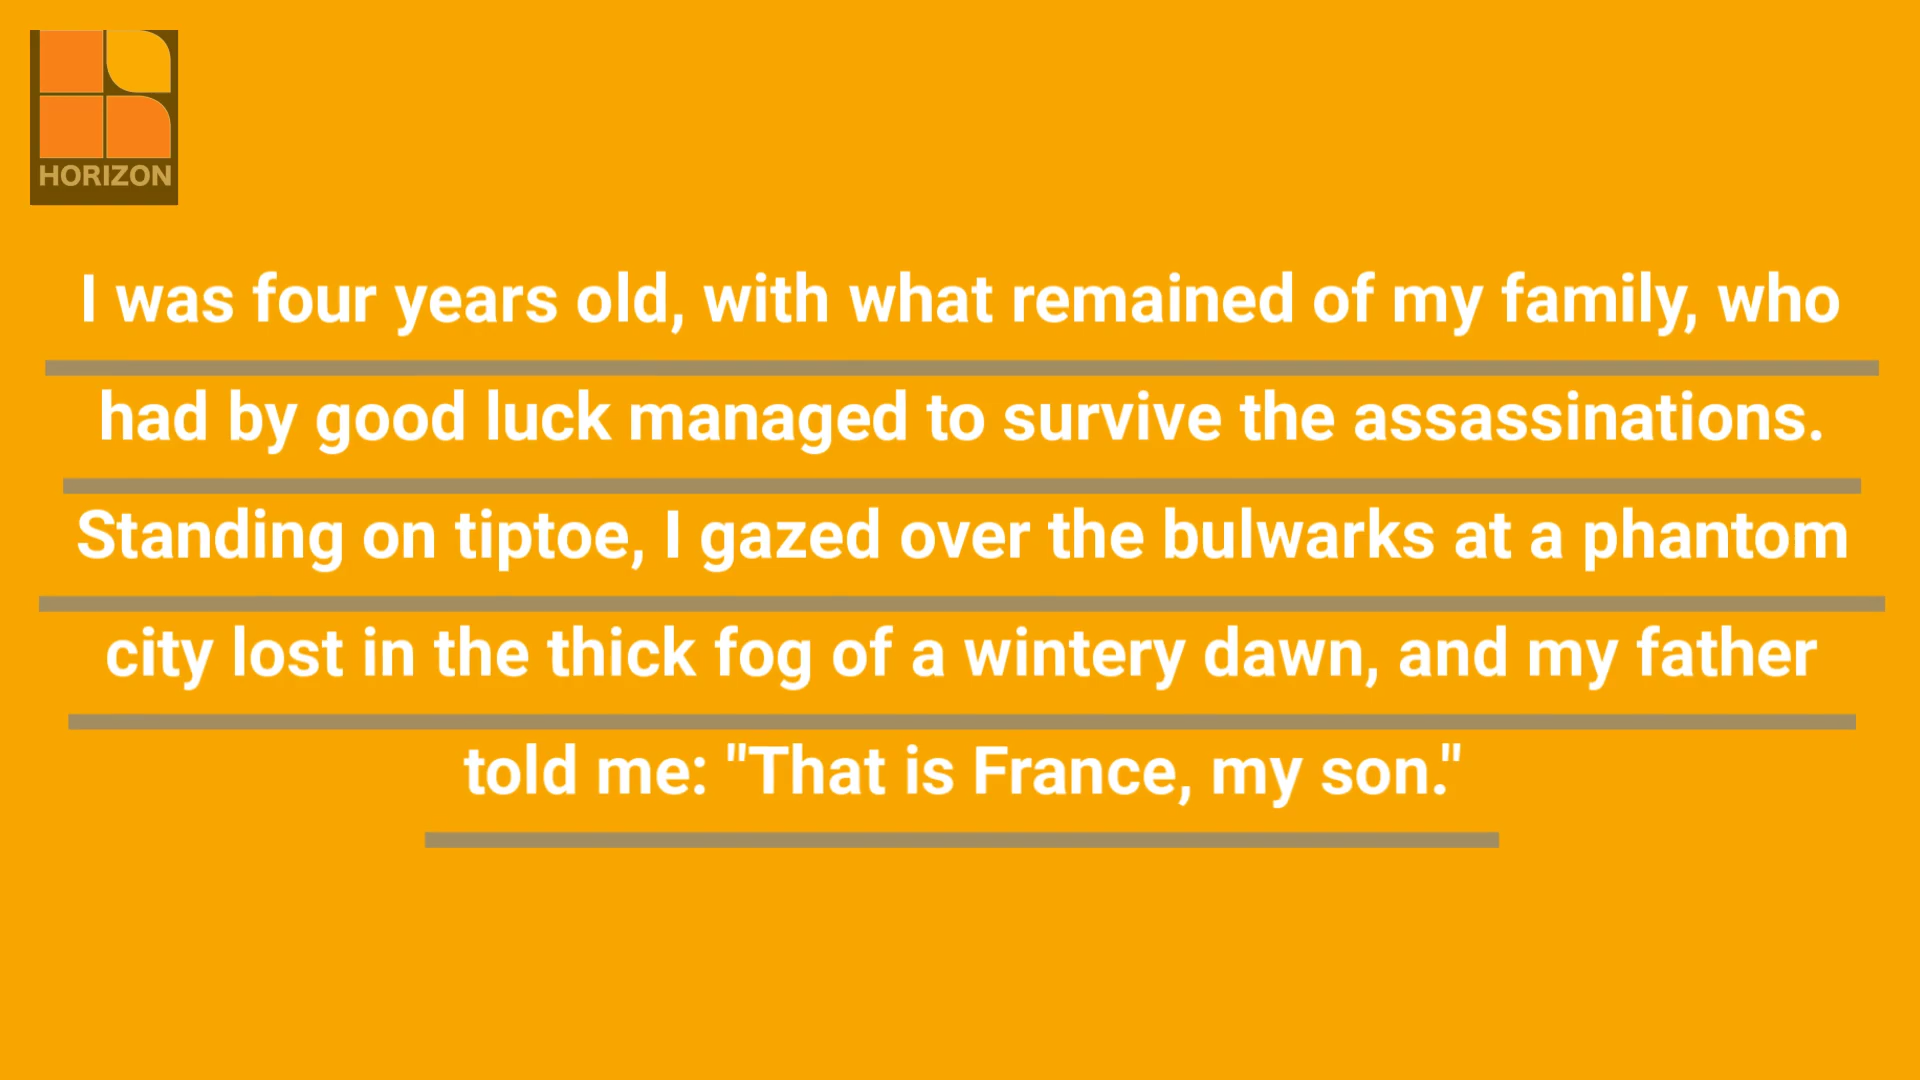 HORIZON
I was four years old, with what remained of my family, who
had by good luck managed to survive the assassinations.
Standing on tiptoe, I gazed over the bulwarks at a phantom
city lost in the thick fog of a wintery dawn, and my father
told me: "That is France, my son."